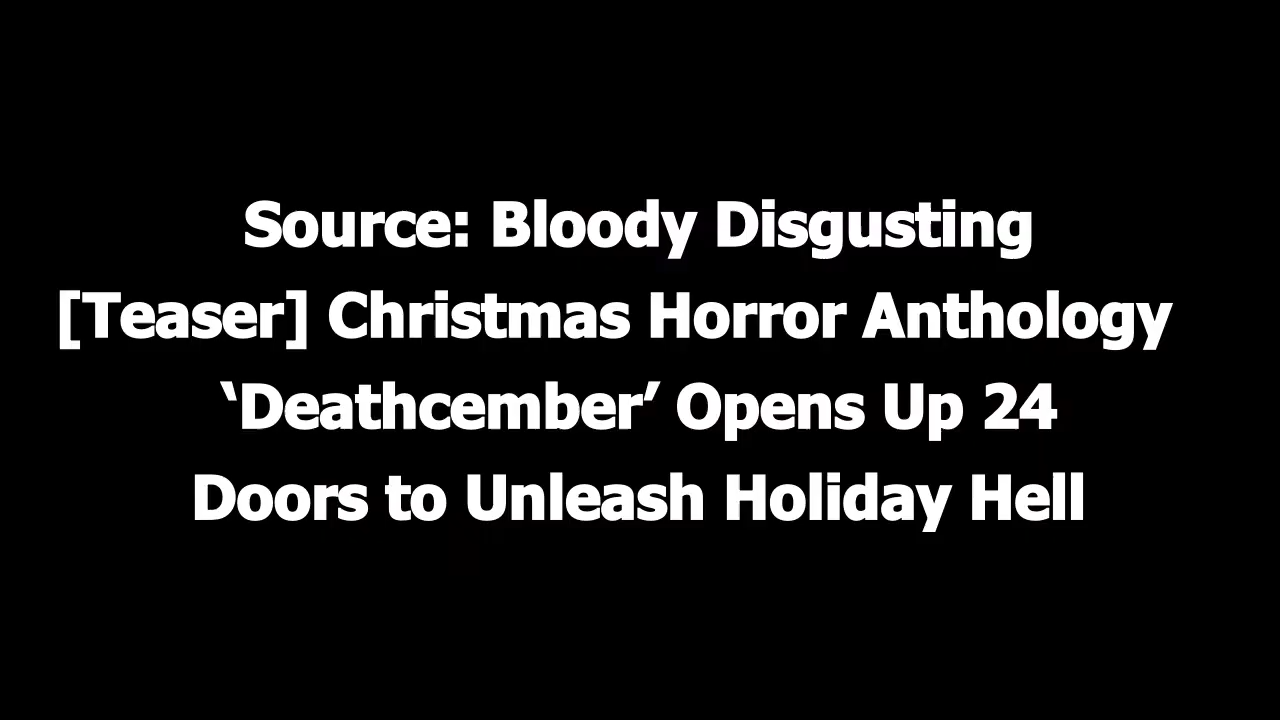 Source: Bloody Disgusting
[Teaser] Christmas Horror Anthology
‘Deathcember’ Opens Up 24
Doors to Unleash Holiday Hell